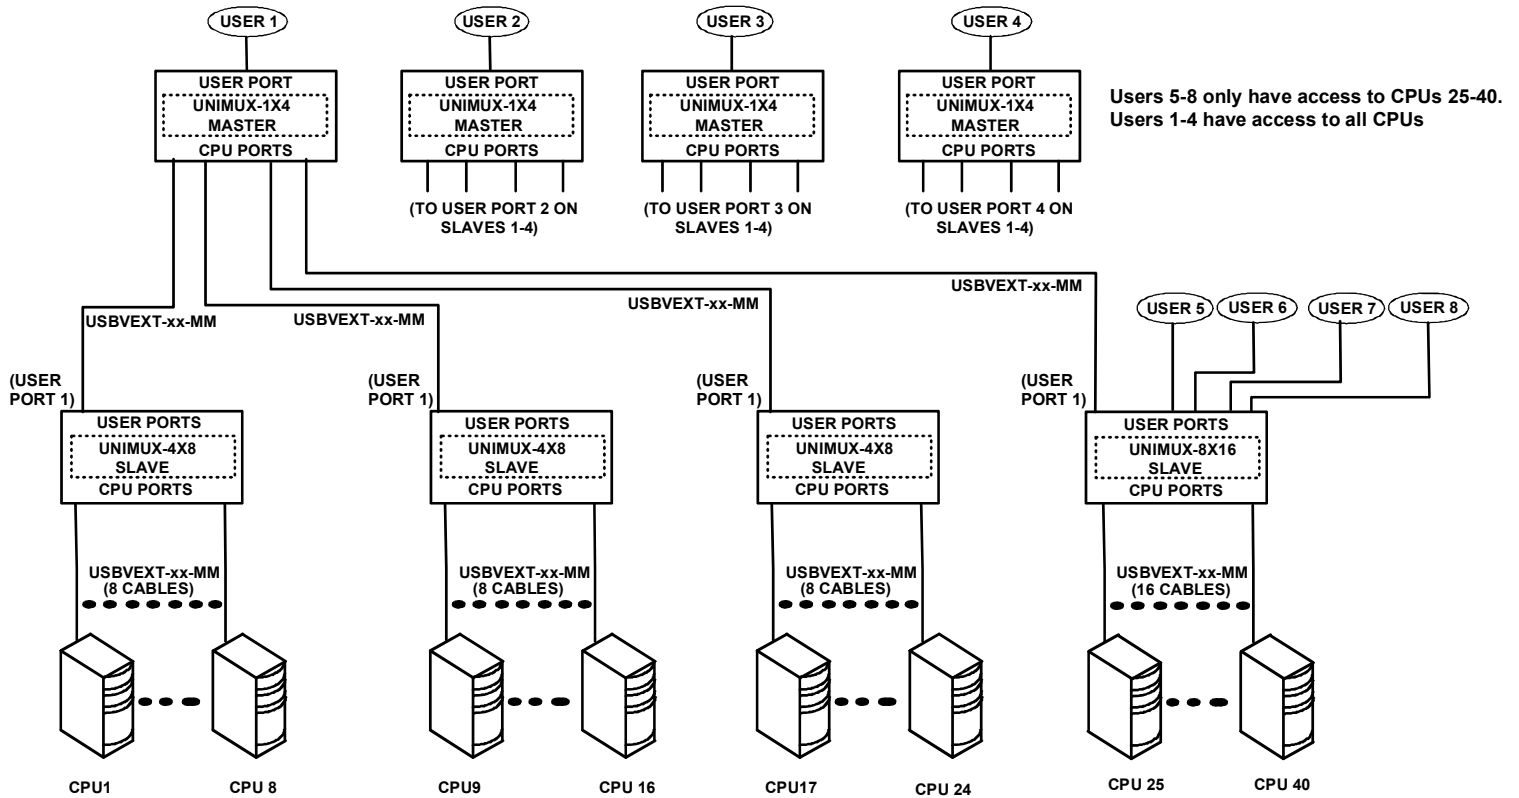 USER 1
USER 2
USER 3
USER 4
USER PORT
UNIMUX-1X4
MASTER
CPU PORTS
USER PORT
UNIMUX-1X4
MASTER
CPU PORTS
USER PORT
UNIMUX-1X4
MASTER
CPU PORTS
USER PORT
UNIMUX-1X4
MASTER
CPU PORTS
Users 5-8 only have access to CPUs 25-40.
Users 1-4 have access to all CPUs
(TO USER PORT 2 ON
SLAVES 1-4)
(TO USER PORT 3 ON
SLAVES 1-4)
(TO USER PORT 4 ON
SLAVES 1-4)
USBVEXT-xx-MM
USBVEXT-xx-MM
USBVEXT-xx-MM
USBVEXT-xx-MM
USER 5
USER 6
USER 7
USER 8
(USER
PORT 1)
(USER
PORT 1)
(USER
PORT 1)
(USER
PORT 1)
USER PORTS
UNIMUX-4X8
SLAVE
CPU PORTS
USER PORTS
UNIMUX-4X8
SLAVE
CPU PORTS
USER PORTS
UNIMUX-4X8
SLAVE
CPU PORTS
USER PORTS
UNIMUX-8X16
SLAVE
CPU PORTS
USBVEXT-xx-MM
(8 CABLES)
USBVEXT-xx-MM
(8 CABLES)
USBVEXT-xx-MM
(8 CABLES)
USBVEXT-xx-MM
(16 CABLES)
CPU1
CPU 8
CPU9
CPU 16
CPU17
CPU 24
CPU 25
CPU 40